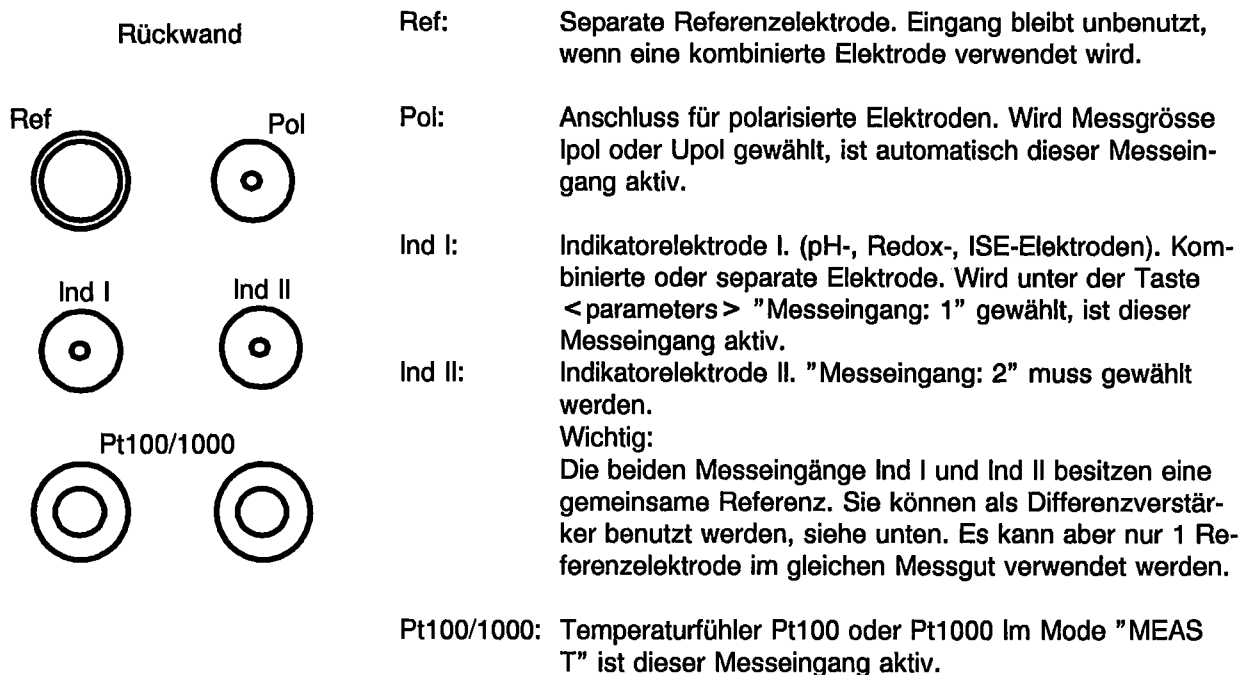 Rückwand
Ref
Pol
Ind I
Ind II
Pt100/1000
Ref: Separate Referenzelektrode. Eingang bleibt unbenutzt,
wenn eine kombinierte Elektrode verwendet wird.
Pol: Anschluss für polarisierte Elektroden. Wird Messgrösse
Ipol oder Upol gewählt, ist automatisch dieser Messein-
gang aktiv.
Ind I: Indikatorelektrode I. (pH-, Redox-, ISE-Elektroden). Kom-
binierte oder separate Elektrode. Wird unter der Taste
<parameters> "Messeingang: 1" gewählt, ist dieser
Messeingang aktiv.
Ind II: Indikatorelektrode II. "Messeingang: 2" muss gewählt
werden.
Wichtig:
Die beiden Messeingänge Ind I und Ind II besitzen eine
gemeinsame Referenz. Sie können als Differenzverstär-
ker benutzt werden, siehe unten. Es kann aber nur 1 Re-
ferenzelektrode im gleichen Messgut verwendet werden.
Pt100/1000: Temperaturfühler Pt100 oder Pt1000 Im Mode "MEAS
T" ist dieser Messeingang aktiv.